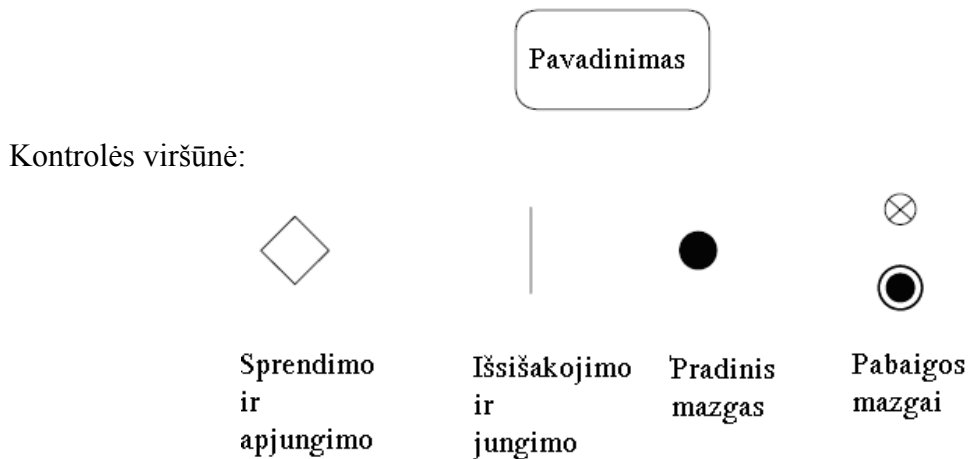 Pavadinimas
Kontrolės viršūnė:
Sprendimo
ir
apjungimo
Išsišakojimo
ir
jungimo
Pradinis
mazgas
Pabaigos
mazgai